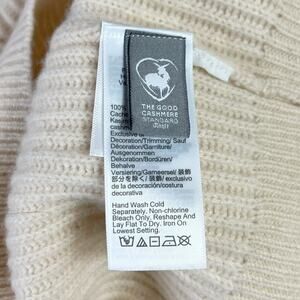 THE GOOD
CASHMERE
STANDARD
100%
Cache
Kasmi
cashm
Exclusive of
Decoration/Trimming/ Sauf
Décoration/Garniture/
Ausgenommen
Dekoration/Bordüren/
Behalve
Versiering/Garneersel/ 装飾
部分を除く/ 装饰/ exclusivo
de la decoración/costura
decorativa
Hand Wash Cold
Separately, Non-chlorine
Bleach Only, Reshape And
Lay Flat To Dry. Iron On
Lowest Setting.